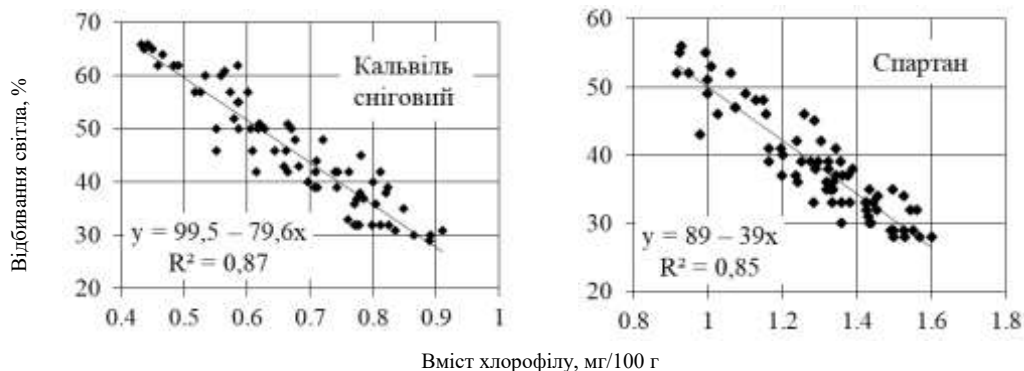 Відбивання світла, %
70
60
50
40
30
20
0.4 0.5 0.6 0.7 0.8 0.9 1
Кальвіль
сніговий
y = 99,5 – 79,6x
R² = 0,87
60
50
40
30
20
0.8 1 1.2 1.4 1.6 1.8
Спартан
y = 89 – 39x
R² = 0,85
Вміст хлорофілу, мг/100 г